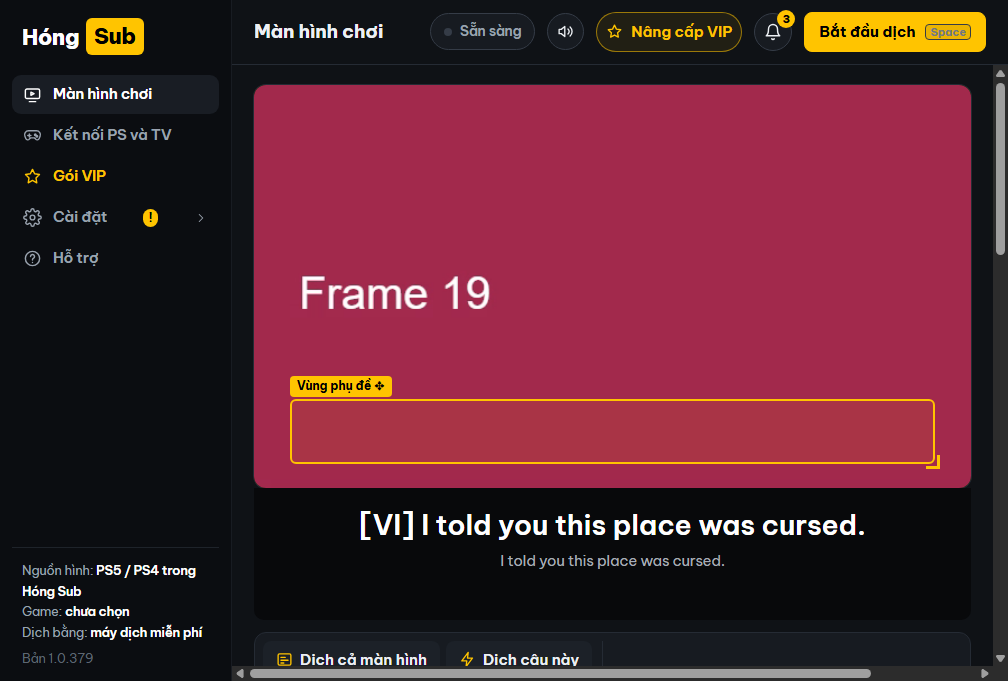 Hóng Sub
Màn hình chơi
Kết nối PS và TV
Gói VIP
Cài đặt !
Hỗ trợ
Nguồn hình: PS5 / PS4 trong
Hóng Sub
Game: chưa chọn
Dịch bằng: máy dịch miễn phí
Bản 1.0.379
Màn hình chơi
Sẵn sàng
Nâng cấp VIP
3
Bắt đầu dịch Space
Frame 19
Vùng phụ đề
[VI] I told you this place was cursed.
I told you this place was cursed.
Dịch cả màn hình
Dịch câu này